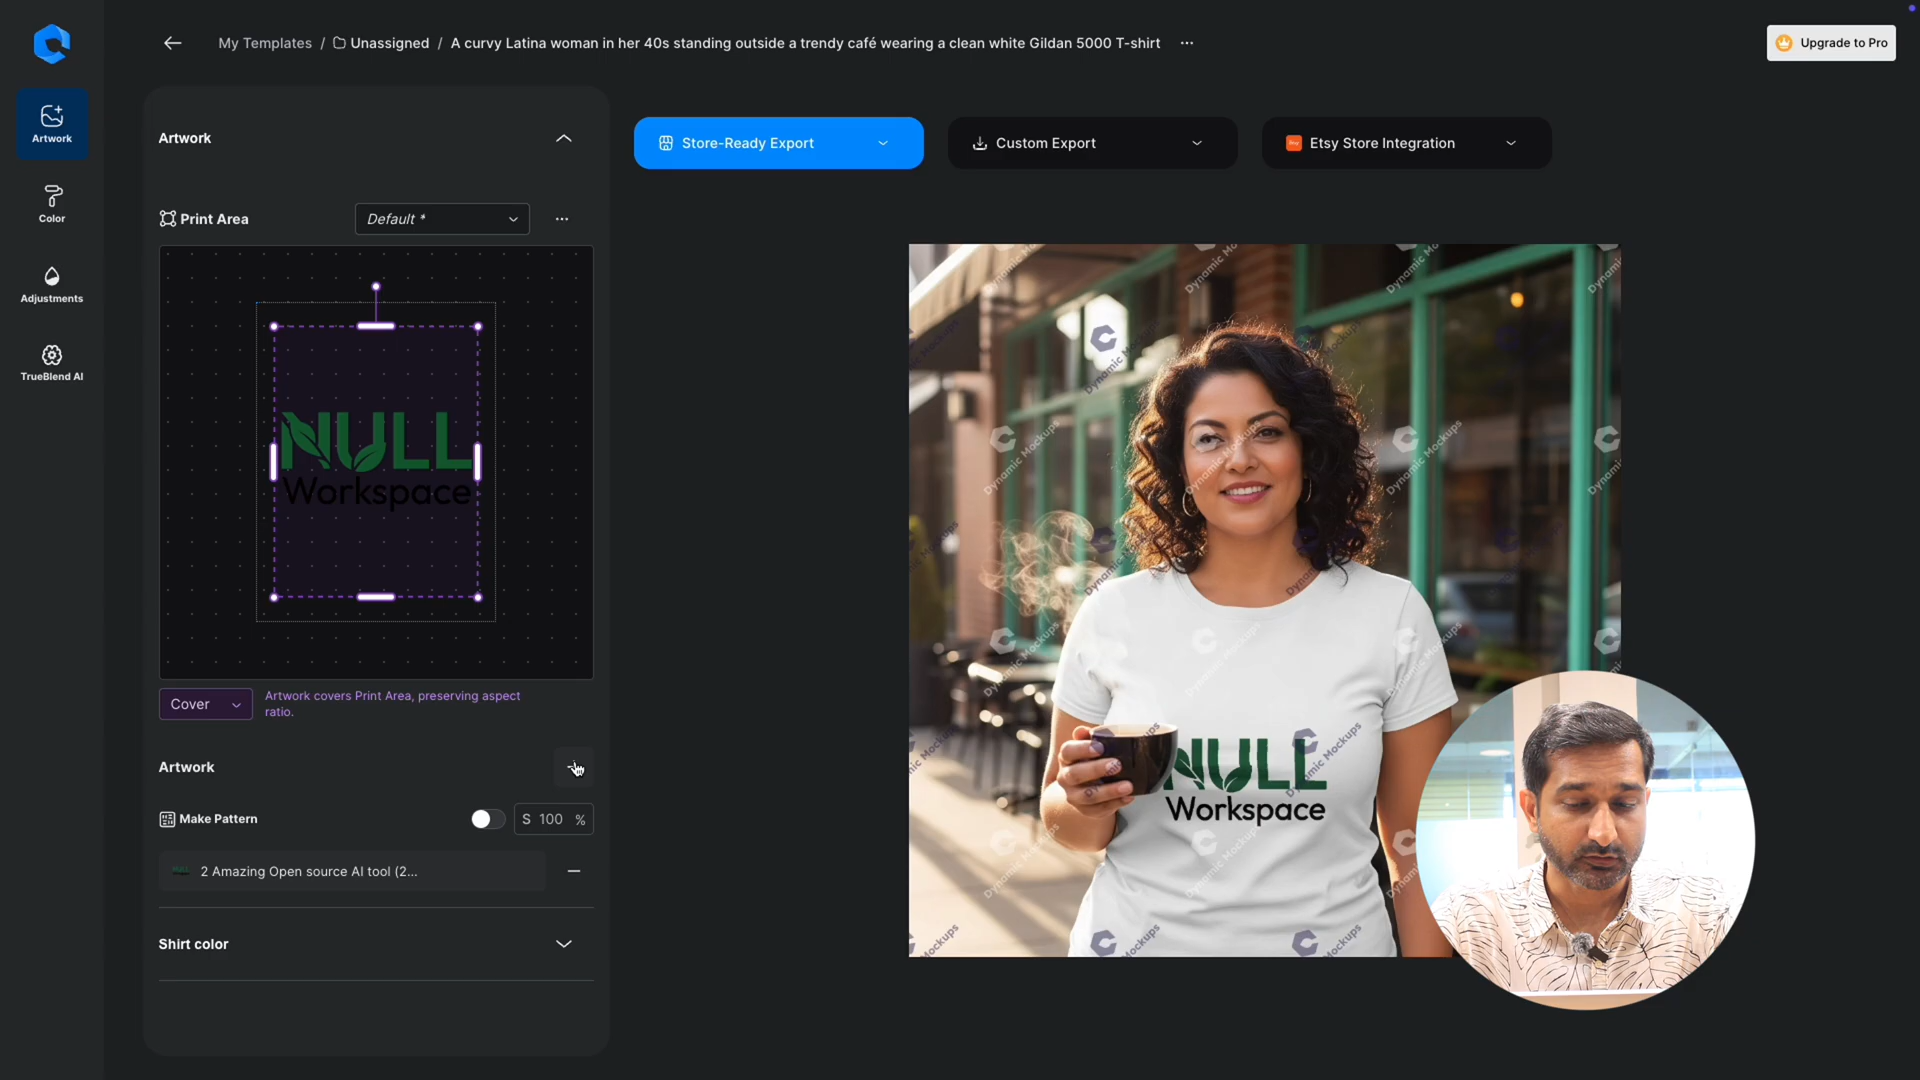 My Templates / Unassigned / A curvy Latina woman in her 40s standing outside a trendy café wearing a clean white Gildan 5000 T-shirt ...
Upgrade to Pro
Artwork
Color
Adjustments
TrueBlend AI
Artwork
Store-Ready Export
Custom Export
Etsy Store Integration
Print Area
Default *
NULL
Workspace
Cover
Artwork covers Print Area, preserving aspect
ratio.
Artwork
Make Pattern
S 100 %
2 Amazing Open source AI tool (2...
Shirt color
NULL
Workspace
Dynamic Mockups